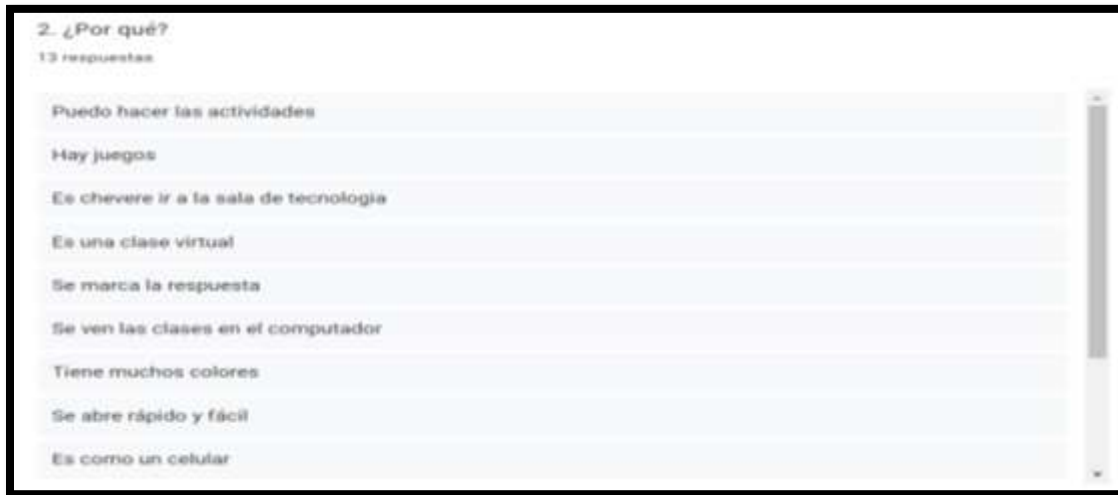 2. ¿Por qué?
13 respuestas
Puedo hacer las actividades
Hay juegos
Es chevere ir a la sala de tecnologia
Es una clase virtual
Se marca la respuesta
Se ven las clases en el computador
Tiene muchos colores
Se abre rápido y fácil
Es como un celular